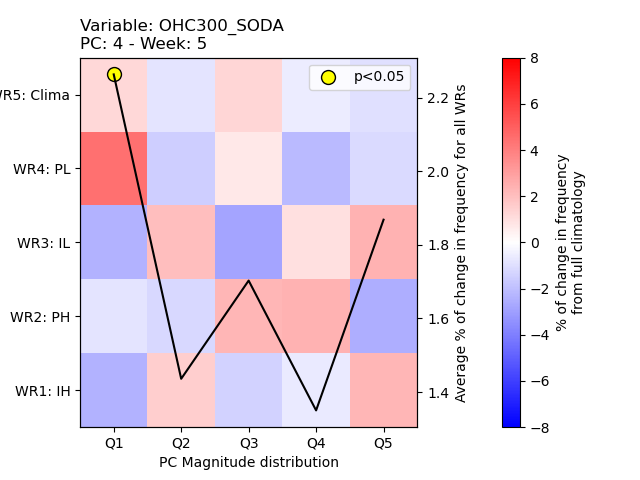 Variable: OHC300_SODA
PC: 4 - Week: 5
p<0.05
WR5: Clima
WR4: PL
WR3: IL
WR2: PH
WR1: IH
Q1 Q2 Q3 Q4 Q5
PC Magnitude distribution
2.2
2.0
1.8
1.6
1.4
Average % of change in frequency for all WRs
8
6
4
2
0
−2
−4
−6
−8
% of change in frequency
from full climatology